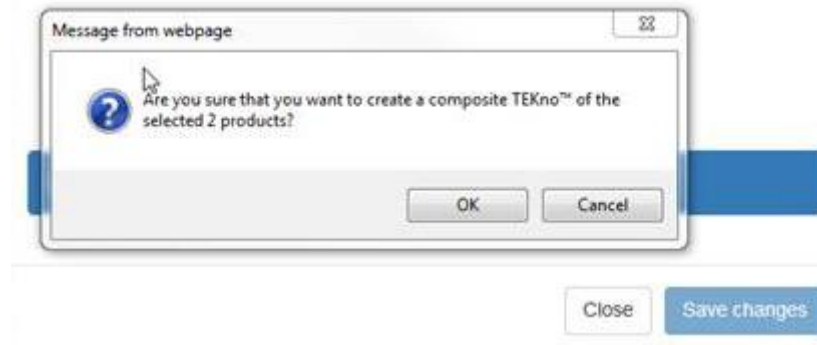 Message from webpage
Are you sure that you want to create a composite TEKno™ of the
selected 2 products?
OK Cancel
Close Save changes